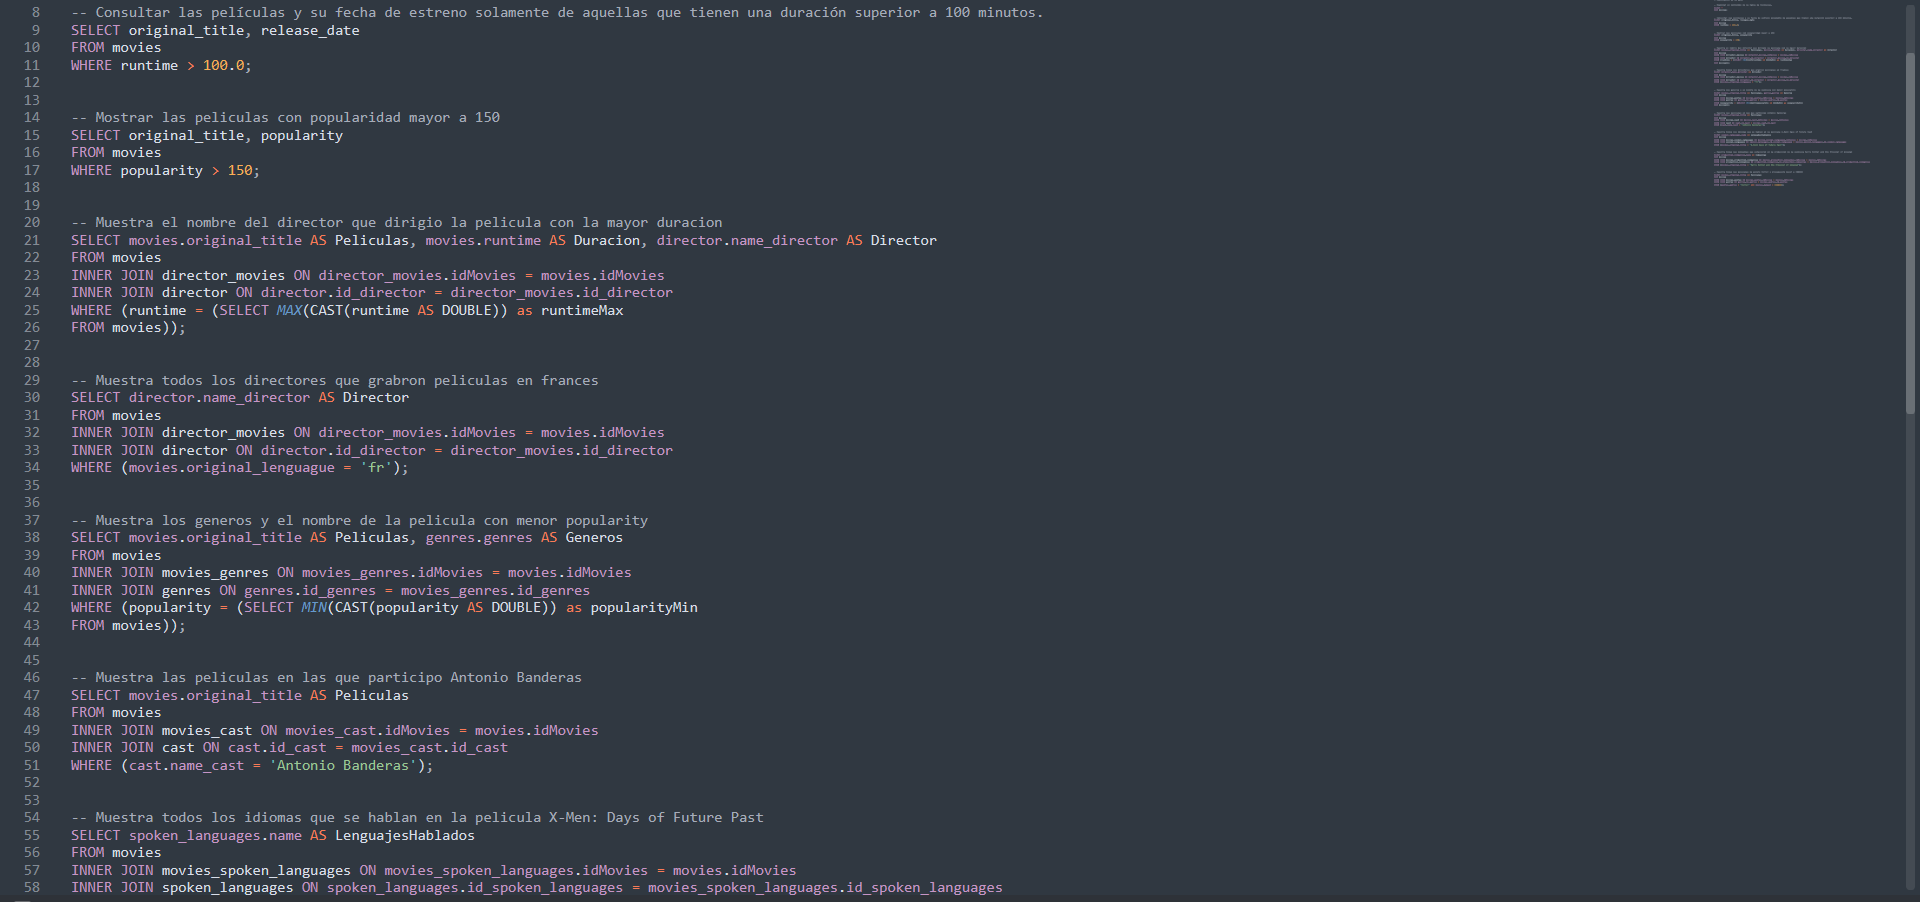 8 -- Consultar las películas y su fecha de estreno solamente de aquellas que tienen una duración superior a 100 minutos.
9 SELECT original_title, release_date
10 FROM movies
11 WHERE runtime > 100.0;
12
13
14 -- Mostrar las peliculas con popularidad mayor a 150
15 SELECT original_title, popularity
16 FROM movies
17 WHERE popularity > 150;
18
19
20 -- Muestra el nombre del director que dirigio la pelicula con la mayor duracion
21 SELECT movies.original_title AS Peliculas, movies.runtime AS Duracion, director.name_director AS Director
22 FROM movies
23 INNER JOIN director_movies ON director_movies.idMovies = movies.idMovies
24 INNER JOIN director ON director.id_director = director_movies.id_director
25 WHERE (runtime = (SELECT MAX(CAST(runtime AS DOUBLE)) as runtimeMax
26 FROM movies));
27
28
29 -- Muestra todos los directores que grabron peliculas en frances
30 SELECT director.name_director AS Director
31 FROM movies
32 INNER JOIN director_movies ON director_movies.idMovies = movies.idMovies
33 INNER JOIN director ON director.id_director = director_movies.id_director
34 WHERE (movies.original_lenguague = 'fr');
35
36
37 -- Muestra los generos y el nombre de la pelicula con menor popularity
38 SELECT movies.original_title AS Peliculas, genres.genres AS Generos
39 FROM movies
40 INNER JOIN movies_genres ON movies_genres.idMovies = movies.idMovies
41 INNER JOIN genres ON genres.id_genres = movies_genres.id_genres
42 WHERE (popularity = (SELECT MIN(CAST(popularity AS DOUBLE)) as popularityMin
43 FROM movies));
44
45
46 -- Muestra las peliculas en las que participo Antonio Banderas
47 SELECT movies.original_title AS Peliculas
48 FROM movies
49 INNER JOIN movies_cast ON movies_cast.idMovies = movies.idMovies
50 INNER JOIN cast ON cast.id_cast = movies_cast.id_cast
51 WHERE (cast.name_cast = 'Antonio Banderas');
52
53
54 -- Muestra todos los idiomas que se hablan en la pelicula X-Men: Days of Future Past
55 SELECT spoken_languages.name AS LenguajesHablados
56 FROM movies
57 INNER JOIN movies_spoken_languages ON movies_spoken_languages.idMovies = movies.idMovies
58 INNER JOIN spoken_languages ON spoken_languages.id_spoken_languages = movies_spoken_languages.id_spoken_languages